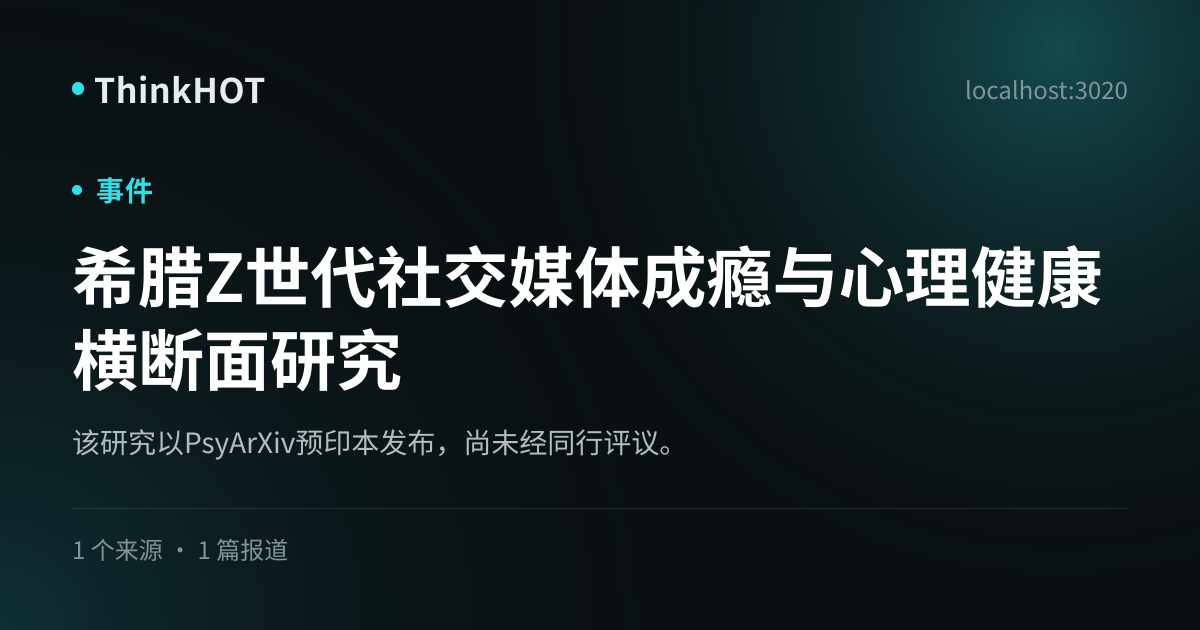 ThinkHOT
localhost:3020
事件
希腊Z世代社交媒体成瘾与心理健康
横断面研究
该研究以PsyArXiv预印本发布，尚未经同行评议。
1 个来源 · 1 篇报道